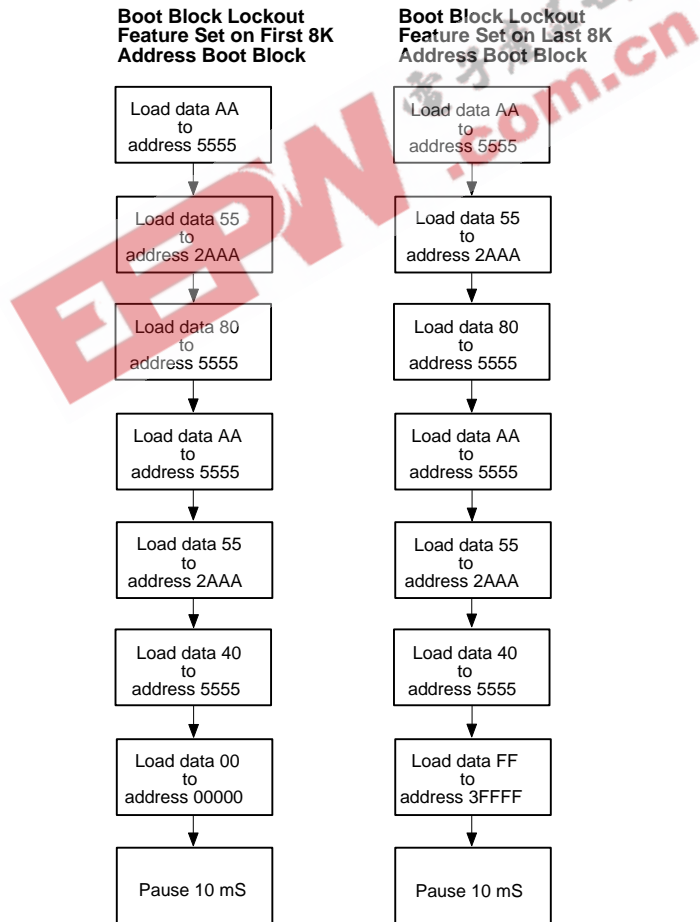 Boot Block Lockout
Feature Set on First 8K
Address Boot Block
Load data AA
to
address 5555
Load data 55
to
address 2AAA
Load data 80
to
address 5555
Load data AA
to
address 5555
Load data 55
to
address 2AAA
Load data 40
to
address 5555
Load data 00
to
address 00000
Pause 10 mS
Boot Block Lockout
Feature Set on Last 8K
Address Boot Block
Load data AA
to
address 5555
Load data 55
to
address 2AAA
Load data 80
to
address 5555
Load data AA
to
address 5555
Load data 55
to
address 2AAA
Load data 40
to
address 5555
Load data FF
to
address 3FFFF
Pause 10 mS
EEPW
.com.cn